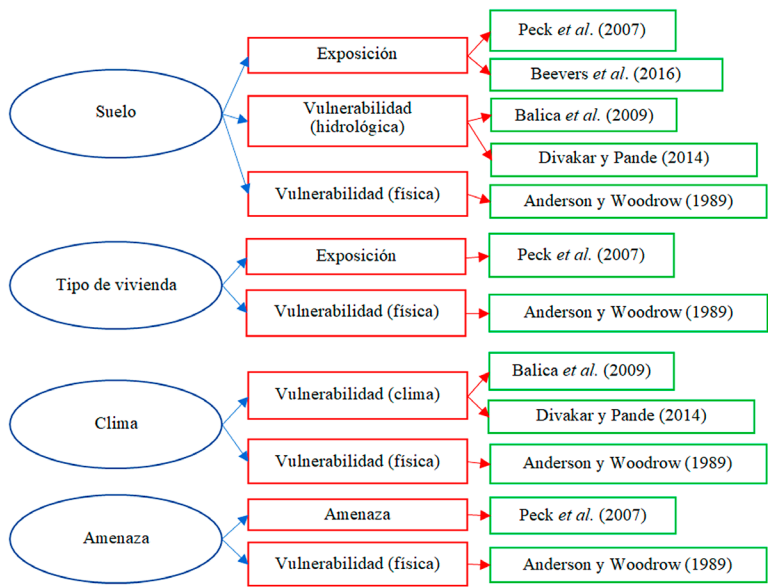 Suelo
Exposición
Peck et al. (2007)
Beevers et al. (2016)
Vulnerabilidad
(hidrológica)
Balica et al. (2009)
Divakar y Pande (2014)
Vulnerabilidad (física)
Anderson y Woodrow (1989)
Tipo de vivienda
Exposición
Peck et al. (2007)
Vulnerabilidad (física)
Anderson y Woodrow (1989)
Clima
Vulnerabilidad (clima)
Balica et al. (2009)
Divakar y Pande (2014)
Vulnerabilidad (física)
Anderson y Woodrow (1989)
Amenaza
Amenaza
Peck et al. (2007)
Vulnerabilidad (física)
Anderson y Woodrow (1989)